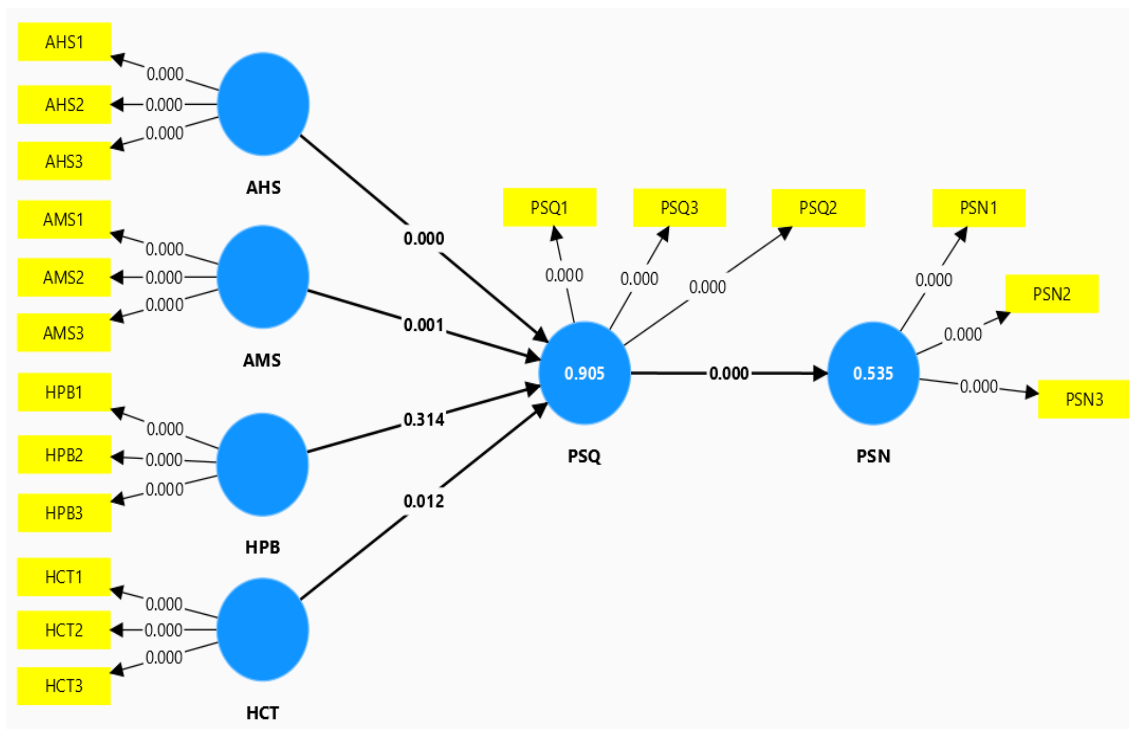 AHS1
0.000
AHS2
0.000
0.000
AHS3
AHS
AMS1
0.000
AMS2
0.000
0.000
AMS3
AMS
HPB1
0.000
HPB2
0.000
0.000
HPB3
HPB
HCT1
0.000
HCT2
0.000
0.000
HCT3
HCT
0.000
0.001
0.314
0.012
PSQ1
PSQ3
PSQ2
0.000
0.000
0.000
0.905
PSQ
0.000
PSN1
0.000
PSN2
0.000
0.000
PSN3
0.535
PSN